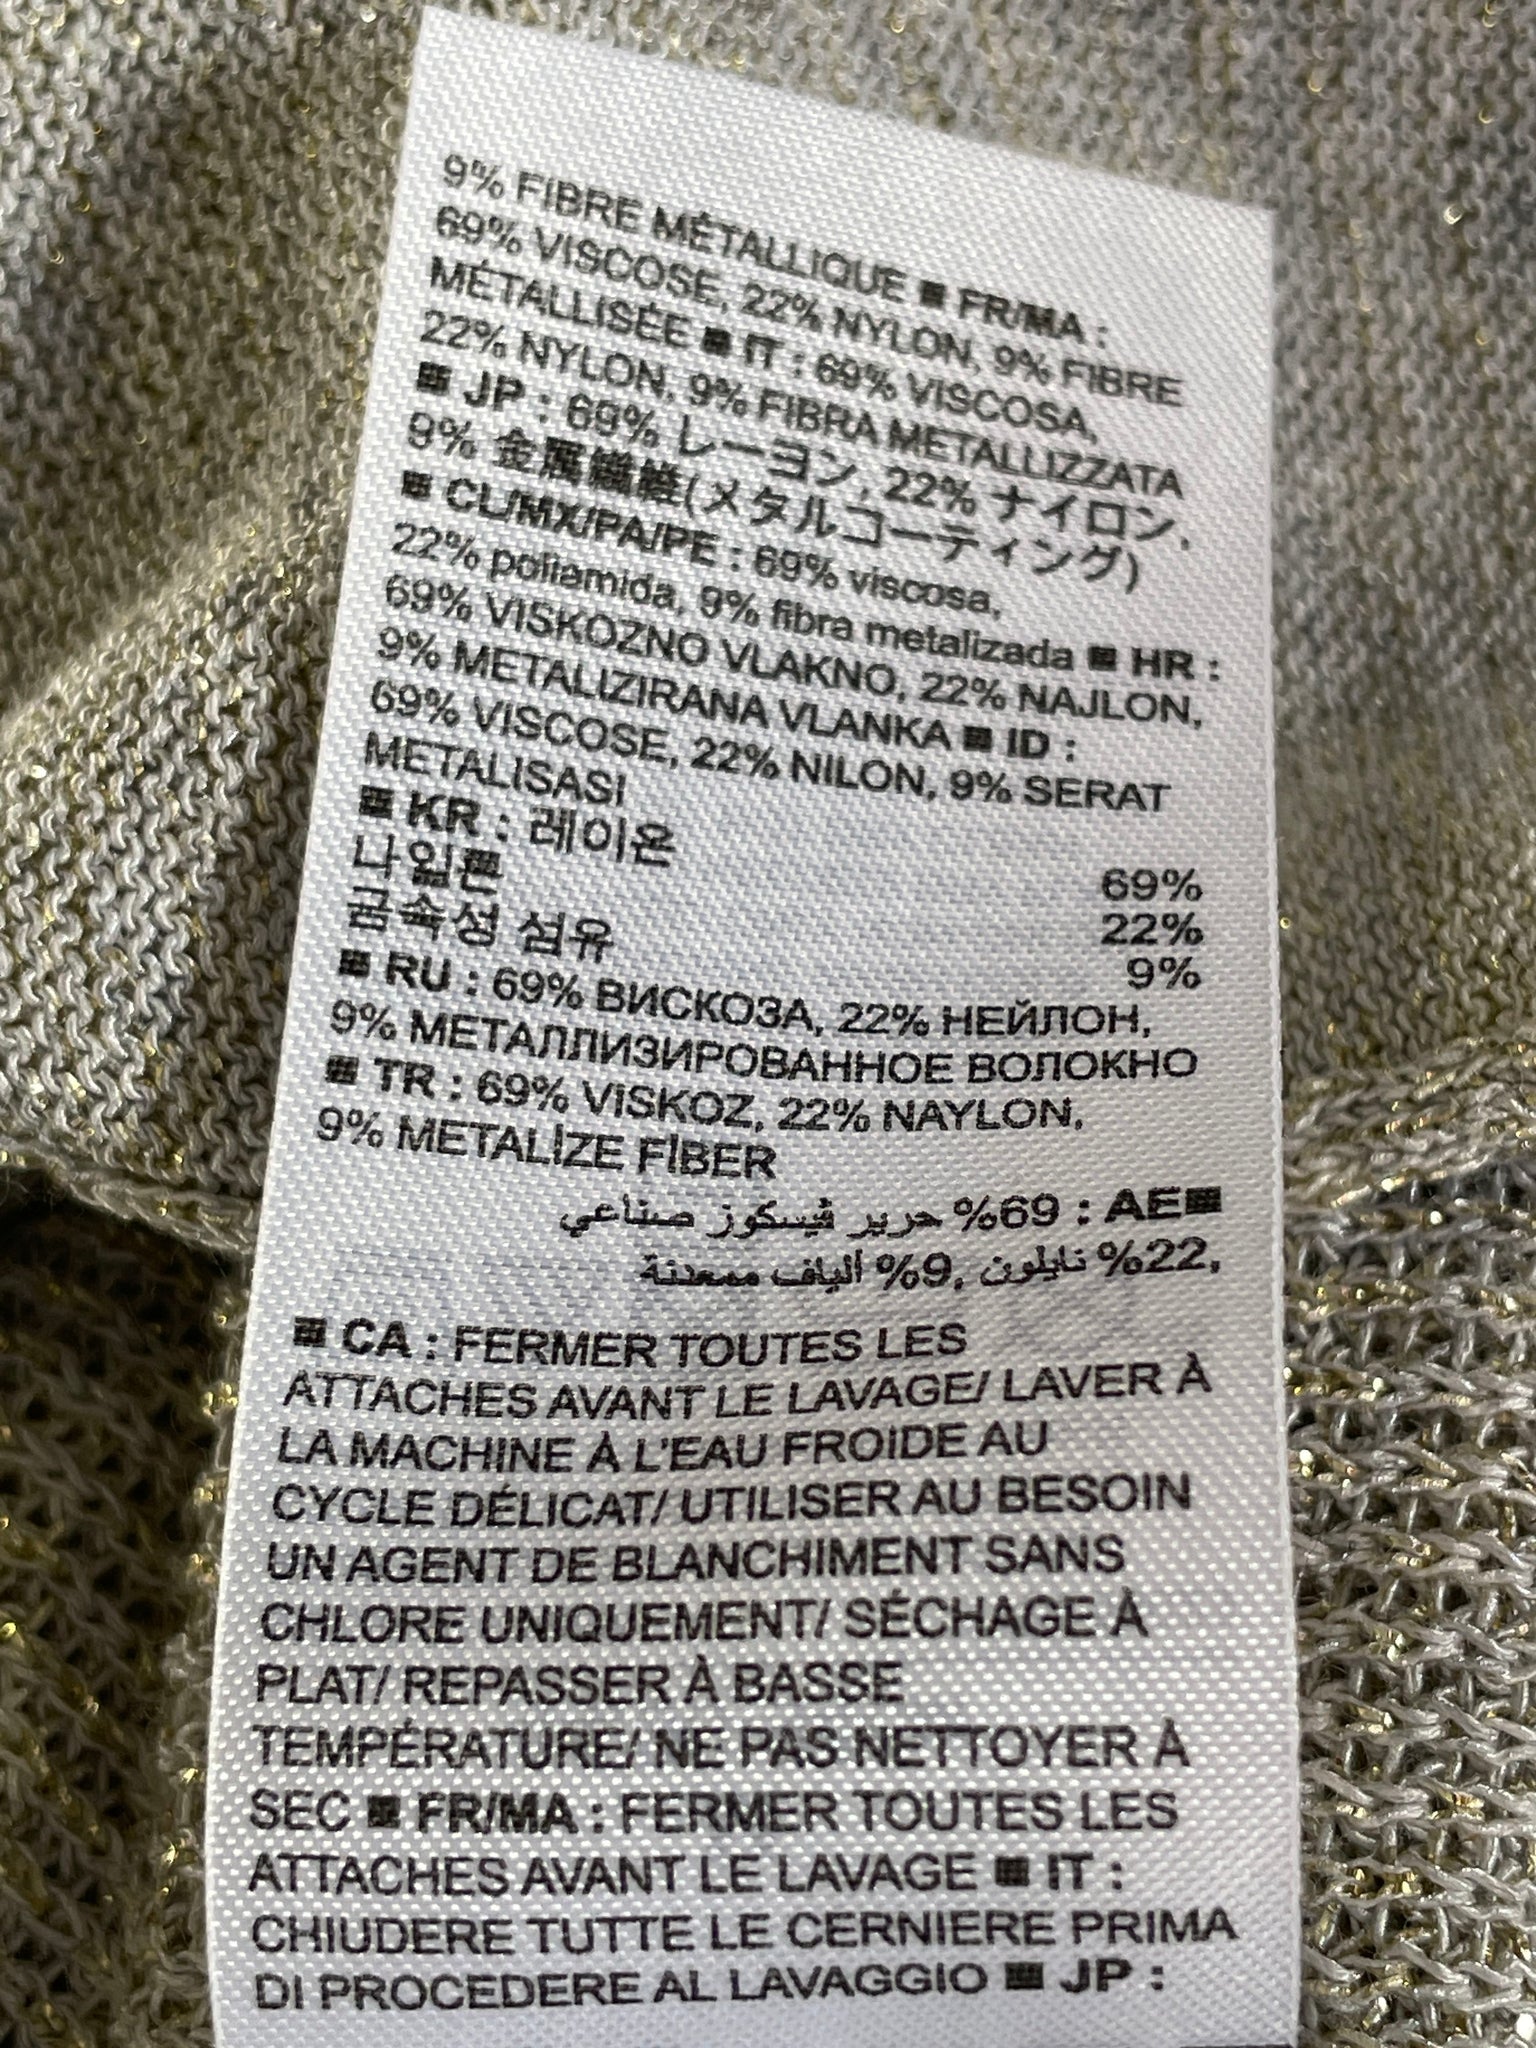 9% FIBRE MÉTALLIQUE ■ FR/MA :
69% VISCOSE, 22% NYLON, 9% FIBRE
MÉTALLISÉE ■ IT : 69% VISCOSA,
22% NYLON, 9% FIBRA METALLIZZATA
■ JP : 69% レーヨン, 22% ナイロン,
9% 金属繊維(メタルコーティング)
■ CL/MX/PA/PE : 69% viscosa,
22% poliamida, 9% fibra metalizada ■ HR :
69% VISKOZNO VLAKNO, 22% NAJLON,
9% METALIZIRANA VLANKA ■ ID :
69% VISCOSE, 22% NILON, 9% SERAT
METALISASI
■ KR : 레이온 69%
나일론 22%
금속성 섬유 9%
■ RU : 69% ВИСКОЗА, 22% НЕЙЛОН,
9% МЕТАЛЛИЗИРОВАННОЕ ВОЛОКНО
■ TR : 69% VİSKOZ, 22% NAYLON,
9% METALİZE FİBER
■AE : 69% حرير ڤيسكوز صناعي
,22% نايلون ,9% ألياف ممعدنة
■ CA : FERMER TOUTES LES
ATTACHES AVANT LE LAVAGE/ LAVER À
LA MACHINE À L'EAU FROIDE AU
CYCLE DÉLICAT/ UTILISER AU BESOIN
UN AGENT DE BLANCHIMENT SANS
CHLORE UNIQUEMENT/ SÉCHAGE À
PLAT/ REPASSER À BASSE
TEMPÉRATURE/ NE PAS NETTOYER À
SEC ■ FR/MA : FERMER TOUTES LES
ATTACHES AVANT LE LAVAGE ■ IT :
CHIUDERE TUTTE LE CERNIERE PRIMA
DI PROCEDERE AL LAVAGGIO ■ JP :